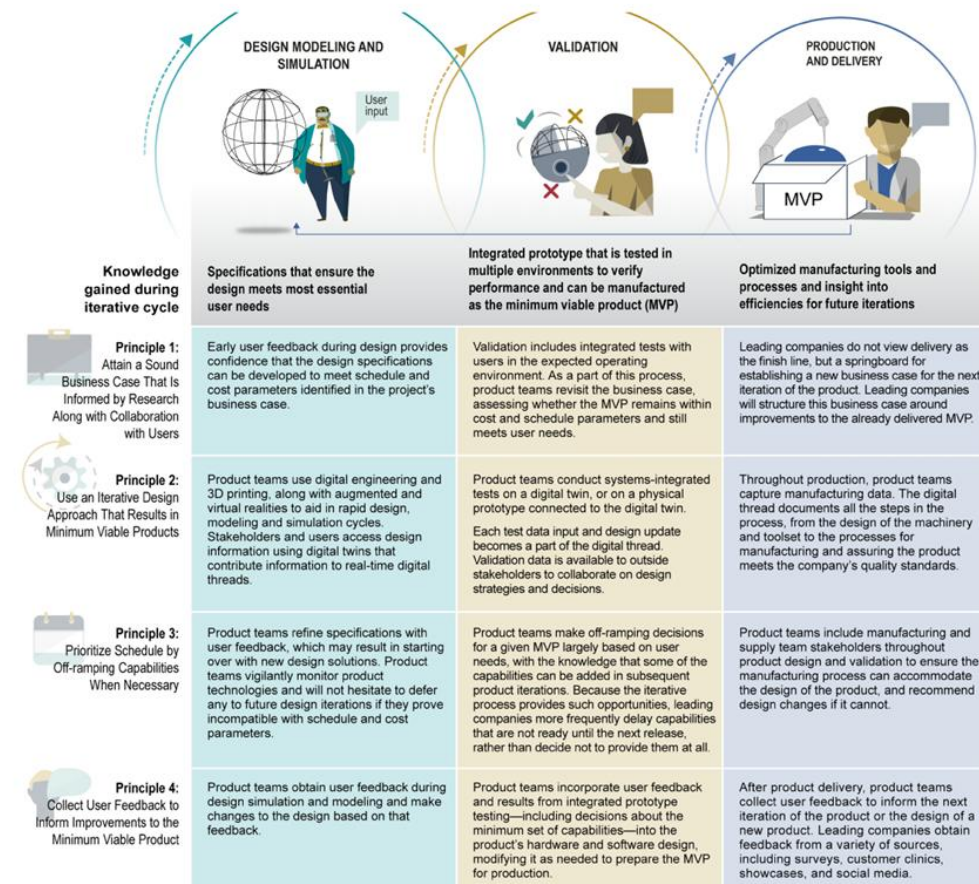 DESIGN MODELING AND
SIMULATION
User
input
VALIDATION
PRODUCTION
AND DELIVERY
MVP
Knowledge
gained during
iterative cycle
Specifications that ensure the
design meets most essential
user needs
Integrated prototype that is tested in
multiple environments to verify
performance and can be manufactured
as the minimum viable product (MVP)
Optimized manufacturing tools and
processes and insight into
efficiencies for future iterations
Principle 1:
Attain a Sound
Business Case That Is
Informed by Research
Along with Collaboration
with Users
Early user feedback during design provides
confidence that the design specifications
can be developed to meet schedule and
cost parameters identified in the project's
business case.
Validation includes integrated tests with
users in the expected operating
environment. As a part of this process,
product teams revisit the business case,
assessing whether the MVP remains within
cost and schedule parameters and still
meets user needs.
Leading companies do not view delivery as
the finish line, but a springboard for
establishing a new business case for the next
iteration of the product. Leading companies
will structure this business case around
improvements to the already delivered MVP.
Principle 2:
Use an Iterative Design
Approach That Results in
Minimum Viable Products
Product teams use digital engineering and
3D printing, along with augmented and
virtual realities to aid in rapid design,
modeling and simulation cycles.
Stakeholders and users access design
information using digital twins that
contribute information to real-time digital
threads.
Product teams conduct systems-integrated
tests on a digital twin, or on a physical
prototype connected to the digital twin.
Each test data input and design update
becomes a part of the digital thread.
Validation data is available to outside
stakeholders to collaborate on design
strategies and decisions.
Throughout production, product teams
capture manufacturing data. The digital
thread documents all the steps in the
process, from the design of the machinery
and toolset to the processes for
manufacturing and assuring the product
meets the company's quality standards.
Principle 3:
Prioritize Schedule by
Off-ramping Capabilities
When Necessary
Product teams refine specifications with
user feedback, which may result in starting
over with new design solutions. Product
teams vigilantly monitor product
technologies and will not hesitate to defer
any to future design iterations if they prove
incompatible with schedule and cost
parameters.
Product teams make off-ramping decisions
for a given MVP largely based on user
needs, with the knowledge that some of the
capabilities can be added in subsequent
product iterations. Because the iterative
process provides such opportunities, leading
companies more frequently delay capabilities
that are not ready until the next release,
rather than decide not to provide them at all.
Product teams include manufacturing and
supply team stakeholders throughout
product design and validation to ensure the
manufacturing process can accommodate
the design of the product, and recommend
design changes if it cannot.
Principle 4:
Collect User Feedback to
Inform Improvements to the
Minimum Viable Product
Product teams obtain user feedback during
design simulation and modeling and make
changes to the design based on that
feedback.
Product teams incorporate user feedback
and results from integrated prototype
testing—including decisions about the
minimum set of capabilities—into the
product's hardware and software design,
modifying it as needed to prepare the MVP
for production.
After product delivery, product teams
collect user feedback to inform the next
iteration of the product or the design of a
new product. Leading companies obtain
feedback from a variety of sources,
including surveys, customer clinics,
showcases, and social media.